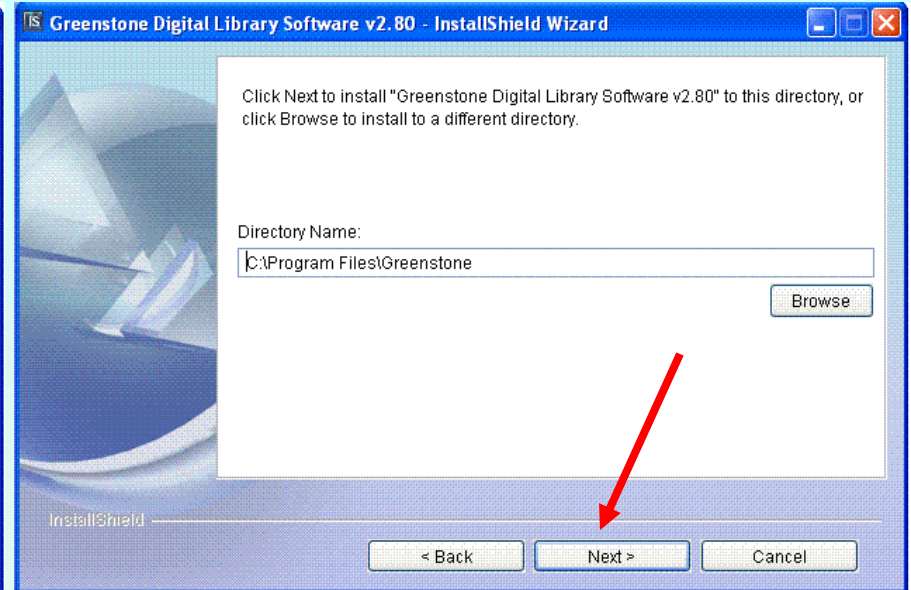 IS Greenstone Digital Library Software v2.80 - InstallShield Wizard
Click Next to install "Greenstone Digital Library Software v2.80" to this directory, or
click Browse to install to a different directory.
Directory Name:
C:\Program Files\Greenstone
Browse
InstallShield
< Back Next > Cancel